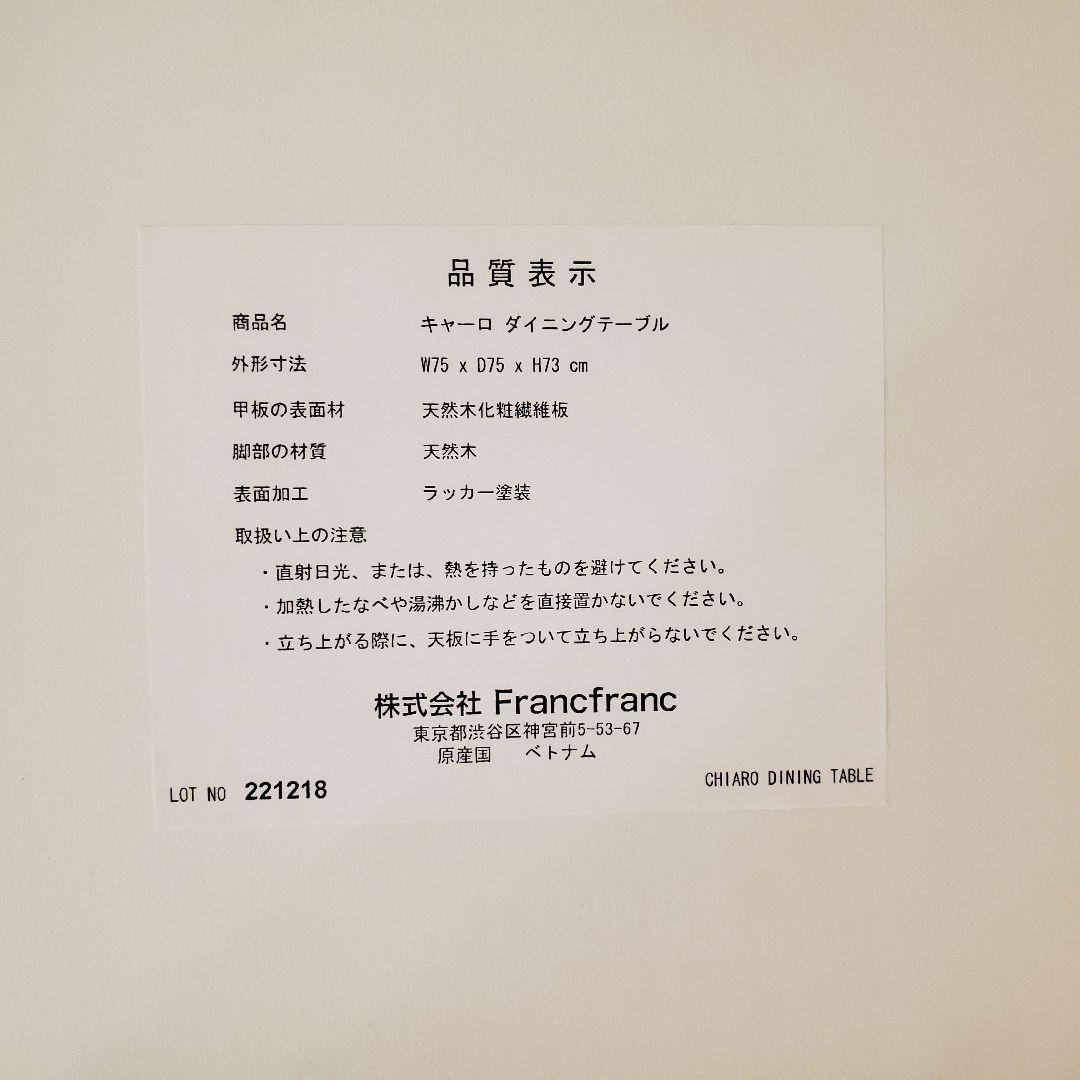 品質表示
商品名 キャーロ ダイニングテーブル
外形寸法 W75 x D75 x H73 cm
甲板の表面材 天然木化粧繊維板
脚部の材質 天然木
表面加工 ラッカー塗装
取扱い上の注意
・直射日光、または、熱を持ったものを避けてください。
・加熱したなべや湯沸かしなどを直接置かないでください。
・立ち上がる際に、天板に手をついて立ち上がらないでください。
株式会社 Francfranc
東京都渋谷区神宮前5-53-67
原産国 ベトナム
LOT NO 221218
CHIARO DINING TABLE